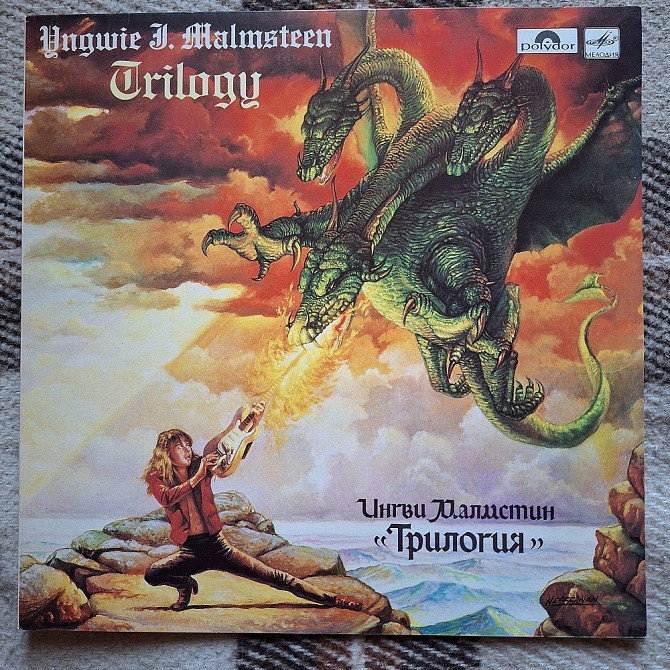 Yngwie J. Malmsteen
Trilogy
polydor
МЕЛОДИЯ
Ингви Малмстин
«Трилогия»